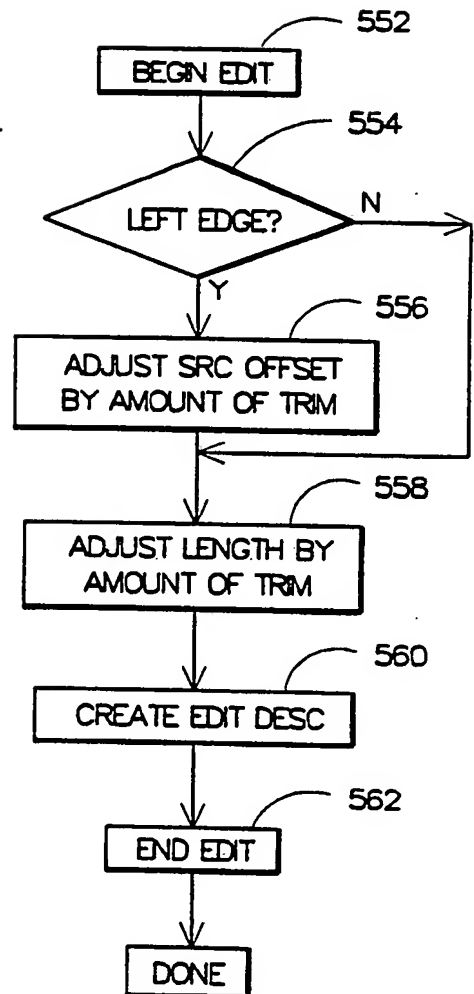 552
BEGIN EDIT
554
LEFT EDGE?
N
Y
556
ADJUST SRC OFFSET
BY AMOUNT OF TRIM
558
ADJUST LENGTH BY
AMOUNT OF TRIM
560
CREATE EDIT DESC
562
END EDIT
DONE